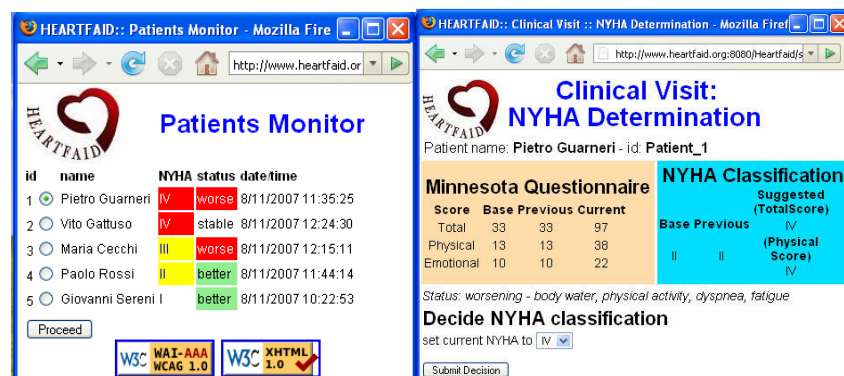 HEARTFAID:: Patients Monitor - Mozilla Fire
http://www.heartfaid.or
HEARTFAID
Patients Monitor
id name NYHA status date/time
1 Pietro Guarneri IV worse 8/11/2007 11:35:25
2 Vito Gattuso IV stable 8/11/2007 12:24:30
3 Maria Cecchi III worse 8/11/2007 12:15:11
4 Paolo Rossi II better 8/11/2007 11:44:14
5 Giovanni Sereni I better 8/11/2007 10:22:53
Proceed
W3C WAI-AAA WCAG 1.0
W3C XHTML 1.0
HEARTFAID:: Clinical Visit :: NYHA Determination - Mozilla Firef
http://www.heartfaid.org:8080/Heartfaid/s
HEARTFAID
Clinical Visit:
NYHA Determination
Patient name: Pietro Guarneri - id: Patient_1
Minnesota Questionnaire
Score Base Previous Current
Total 33 33 97
Physical 13 13 38
Emotional 10 10 22
NYHA Classification
Suggested
(TotalScore)
Base Previous IV
(Physical
II II Score)
IV
Status: worsening - body water, physical activity, dyspnea, fatigue
Decide NYHA classification
set current NYHA to IV
Submit Decision